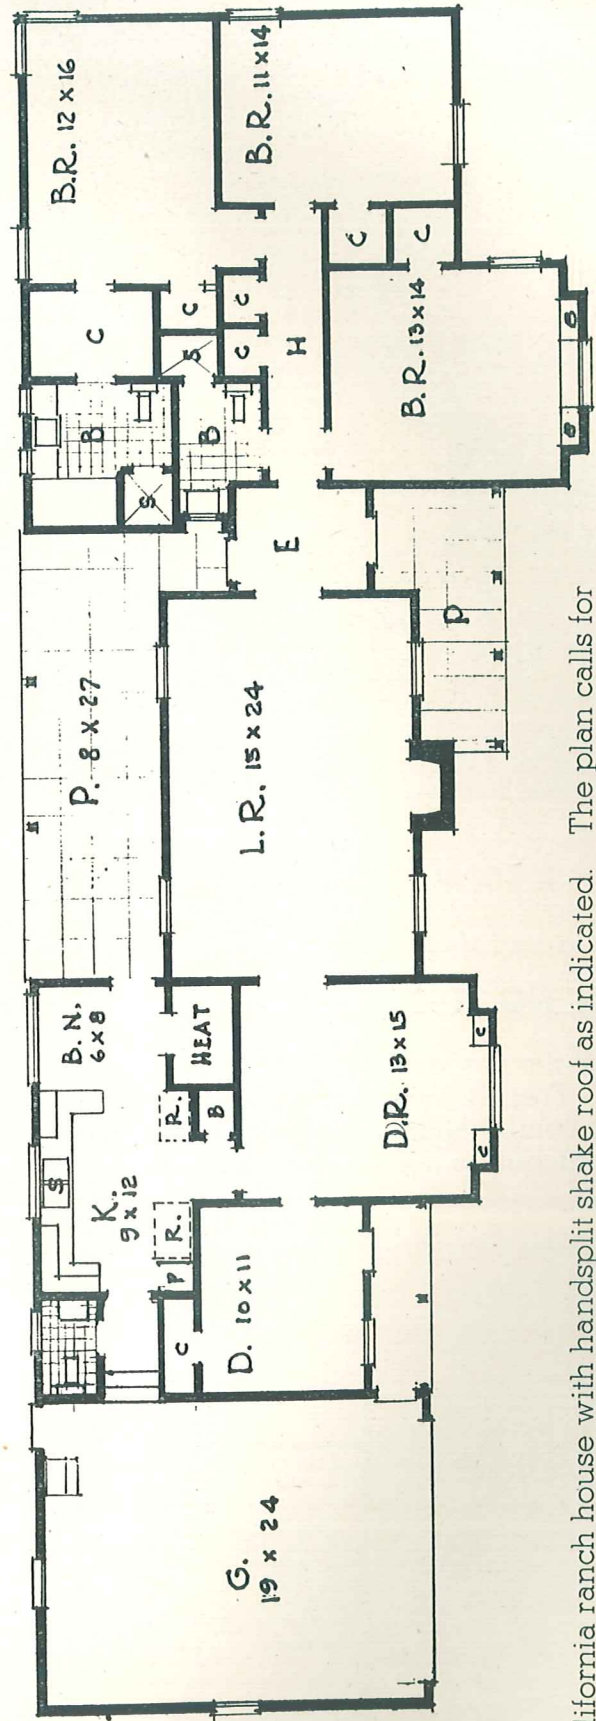 B.R. 12 x 16
B.R. 11 x 14
C
C
C
C
S
C
C
B
B
S
H
B.R. 13 x 14
C
C
E
P. 8 x 27
P
L.R. 15 x 24
B.N.
6 x 8
HEAT
R.
B
S
K.
9 x 12
R.
P
D.R. 13 x 15
C
C
C
D. 10 x 11
G.
19 x 24
lifornia ranch house with handsplit shake roof as indicated. The plan calls for